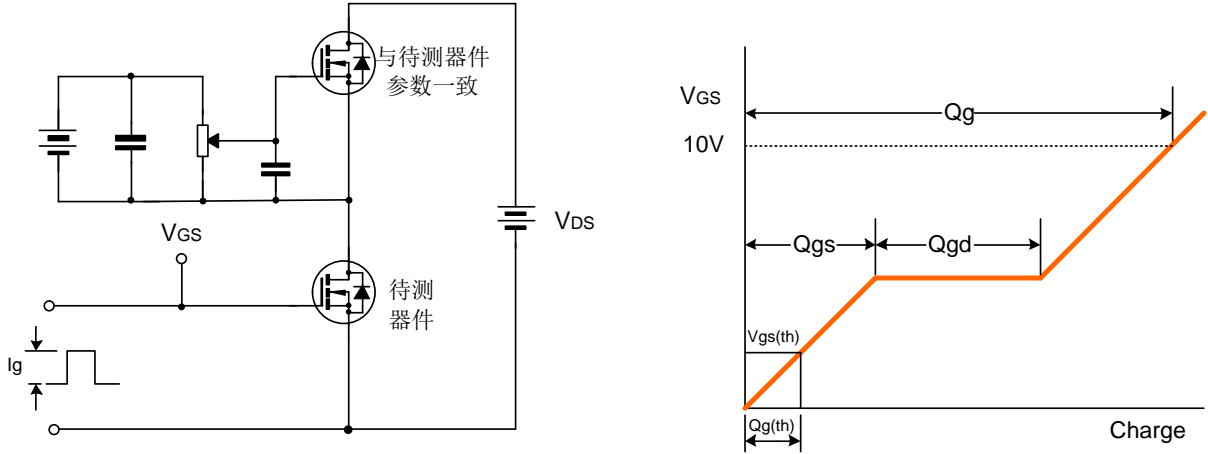 与待测器件
参数一致
VGS
VDS
待测
器件
Ig
VGS
10V
Qg
Qgs
Qgd
Vgs(th)
Qg(th)
Charge